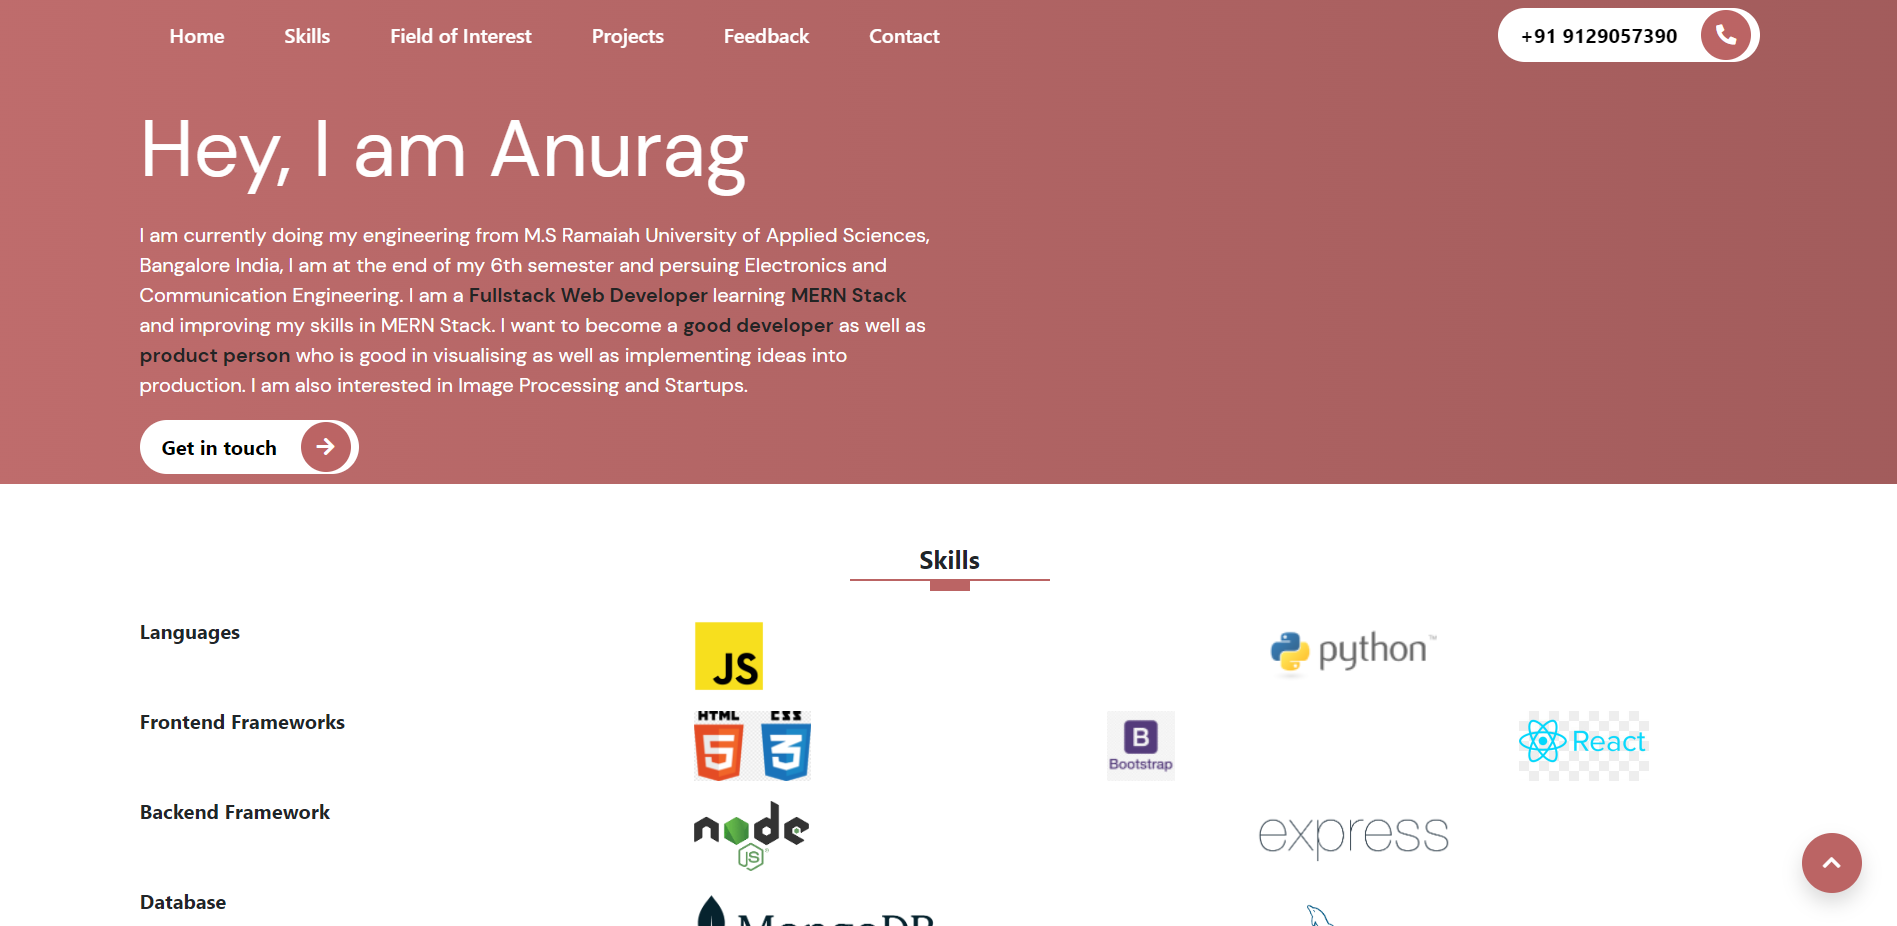 Home Skills Field of Interest Projects Feedback Contact +91 9129057390
Hey, I am Anurag
I am currently doing my engineering from M.S Ramaiah University of Applied Sciences,
Bangalore India, I am at the end of my 6th semester and persuing Electronics and
Communication Engineering. I am a Fullstack Web Developer learning MERN Stack
and improving my skills in MERN Stack. I want to become a good developer as well as
product person who is good in visualising as well as implementing ideas into
production. I am also interested in Image Processing and Startups.
Get in touch
Skills
Languages
JS
python™
Frontend Frameworks
HTML CSS
5 3
B
Bootstrap
React
Backend Framework
node
JS
express
Database
MongoDB